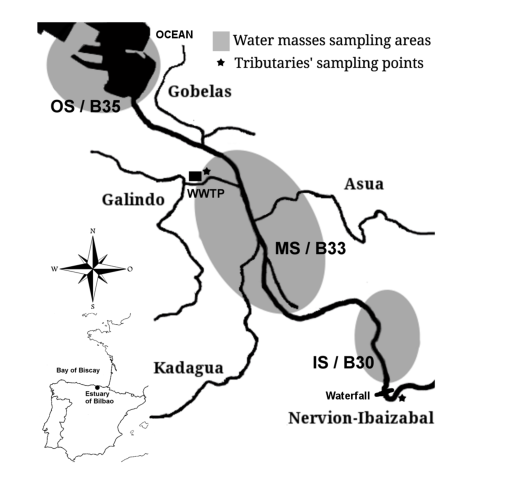 OCEAN
Water masses sampling areas
Tributaries' sampling points
OS / B35
Gobelas
Galindo
WWTP
Asua
MS / B33
N
W
O
S
Kadagua
IS / B30
Bay of Biscay
Estuary
of Bilbao
Waterfall
Nervion-Ibaizabal